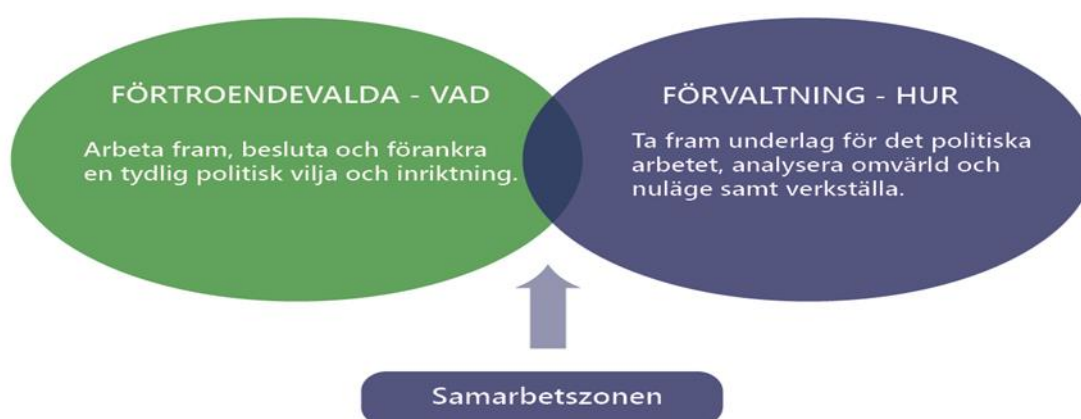 FÖRTROENDEVALDA - VAD
Arbeta fram, besluta och förankra
en tydlig politisk vilja och inriktning.
FÖRVALTNING - HUR
Ta fram underlag för det politiska
arbetet, analysera omvärld och
nuläge samt verkställa.
Samarbetszonen